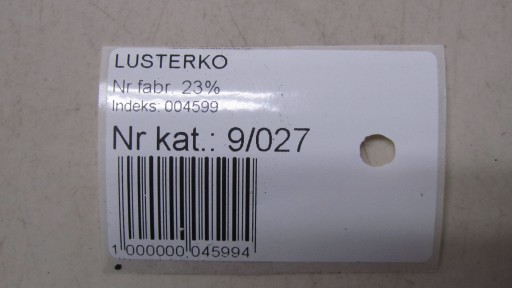 LUSTERKO
Nr fabr. 23%
Indeks: 004599
Nr kat.: 9/027
1 000000 045994